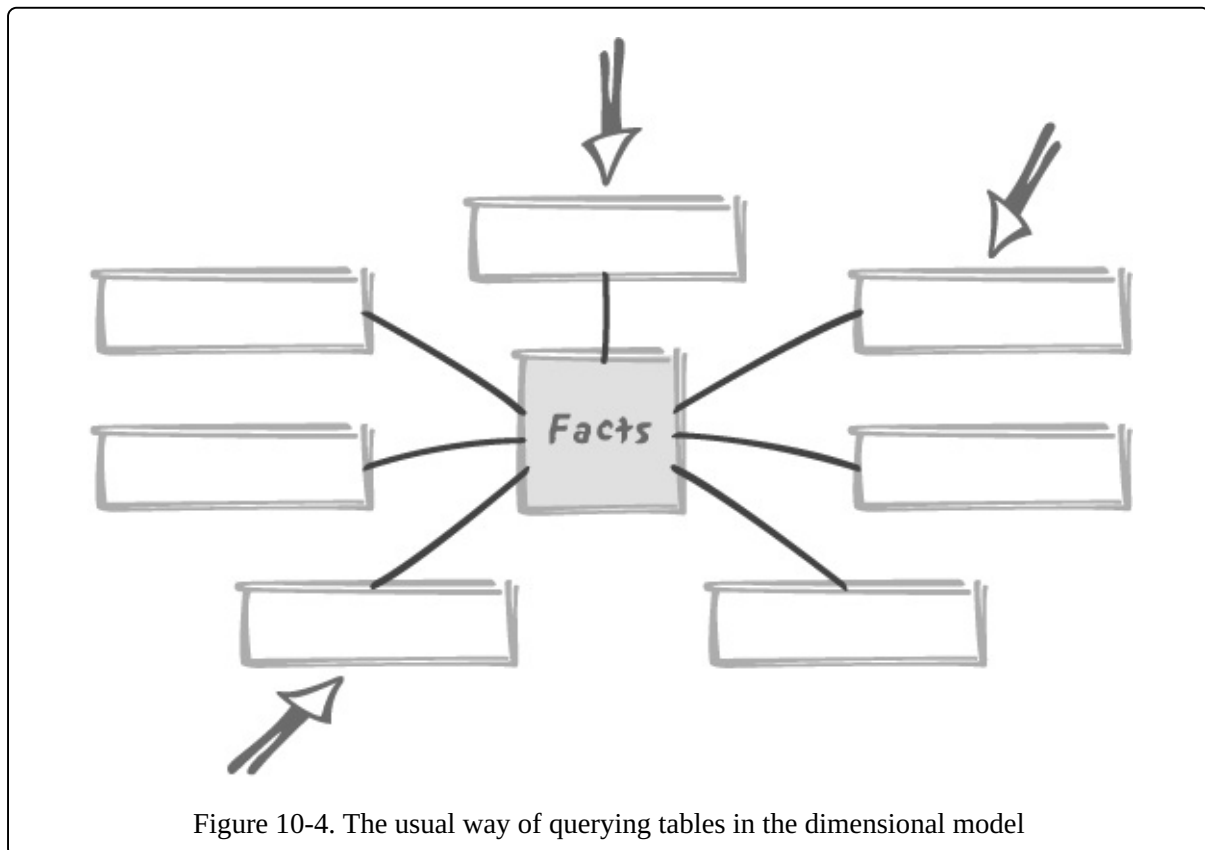 Facts
Figure 10-4. The usual way of querying tables in the dimensional model